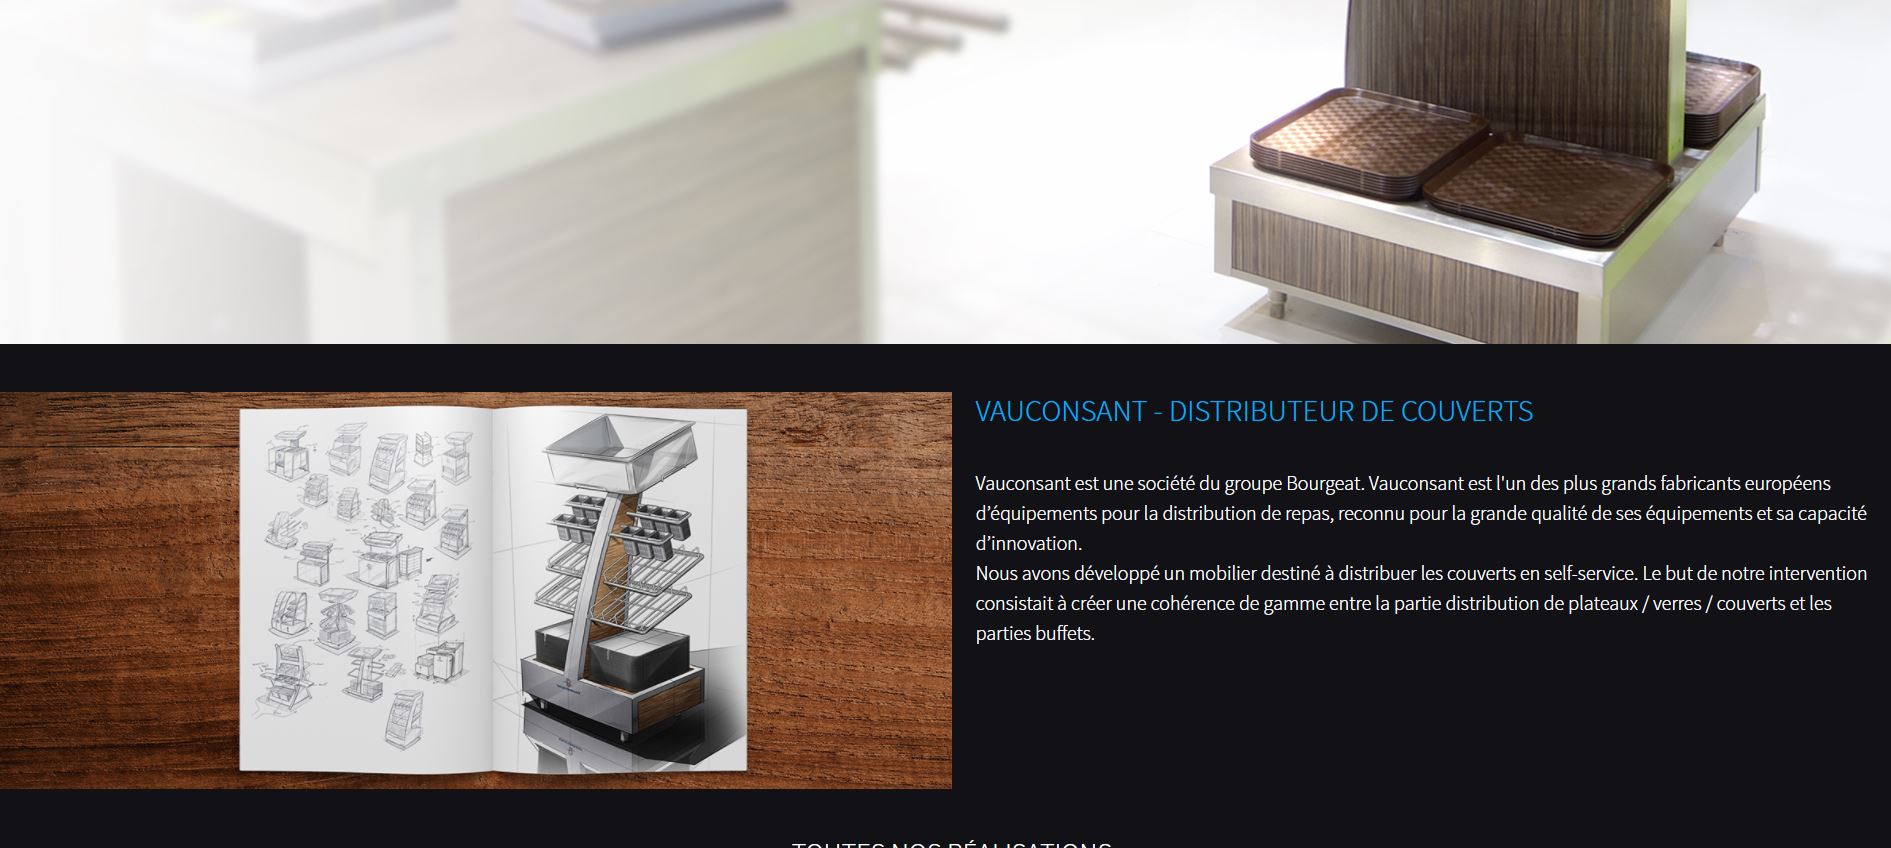 VAUCONSANT - DISTRIBUTEUR DE COUVERTS
Vauconsant est une société du groupe Bourgeat. Vauconsant est l'un des plus grands fabricants européens
d’équipements pour la distribution de repas, reconnu pour la grande qualité de ses équipements et sa capacité
d’innovation.
Nous avons développé un mobilier destiné à distribuer les couverts en self-service. Le but de notre intervention
consistait à créer une cohérence de gamme entre la partie distribution de plateaux / verres / couverts et les
parties buffets.
TOUTES NOS RÉALISATIONS